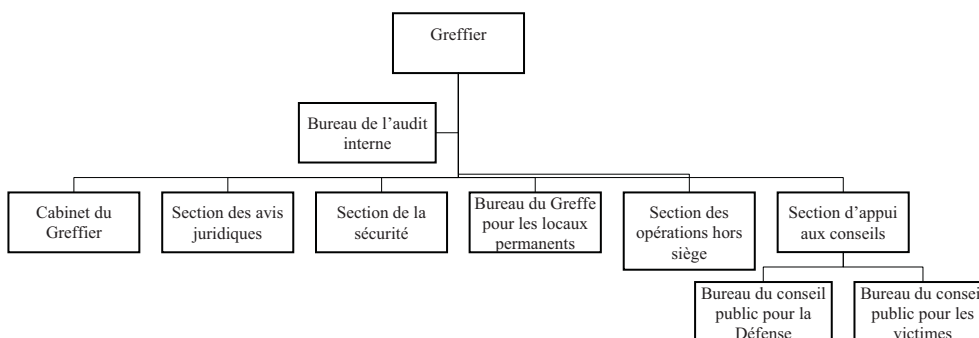 Greffier
Bureau de l’audit
interne
Cabinet du
Greffier
Section des avis
juridiques
Section de la
sécurité
Bureau du Greffe
pour les locaux
permanents
Section des
opérations hors
siège
Section d’appui
aux conseils
Bureau du conseil
public pour la
Défense
Bureau du conseil
public pour les
victimes